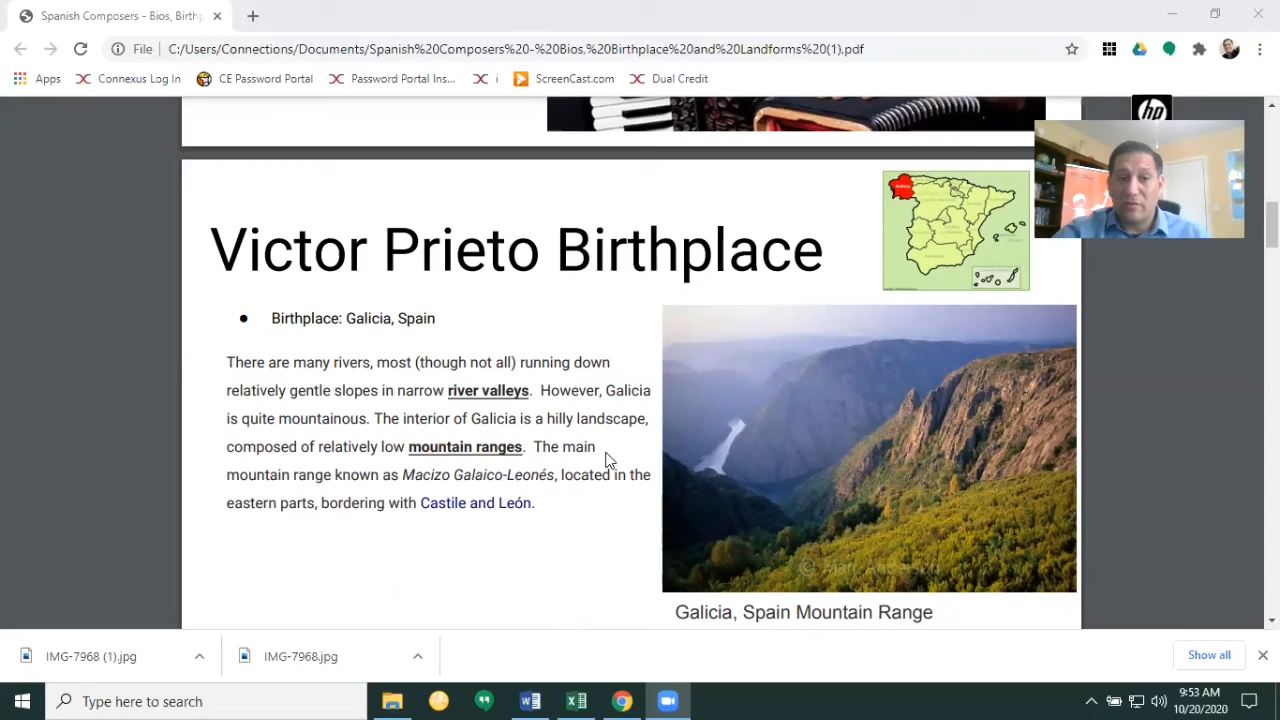 Spanish Composers - Bios, Birthp
File
C:/Users/Connections/Documents/Spanish%20Composers%20-%20Bios,%20Birthplace%20and%20Landforms%20(1).pdf
Apps
Connexus Log In
CE Password Portal
Password Portal Ins...
i
ScreenCast.com
Dual Credit
hp
Victor Prieto Birthplace
● Birthplace: Galicia, Spain
There are many rivers, most (though not all) running down
relatively gentle slopes in narrow river valleys. However, Galicia
is quite mountainous. The interior of Galicia is a hilly landscape,
composed of relatively low mountain ranges. The main
mountain range known as Macizo Galaico-Leonés, located in the
eastern parts, bordering with Castile and León.
Galicia, Spain Mountain Range
IMG-7968 (1).jpg
IMG-7968.jpg
Show all
Type here to search
9:53 AM
10/20/2020